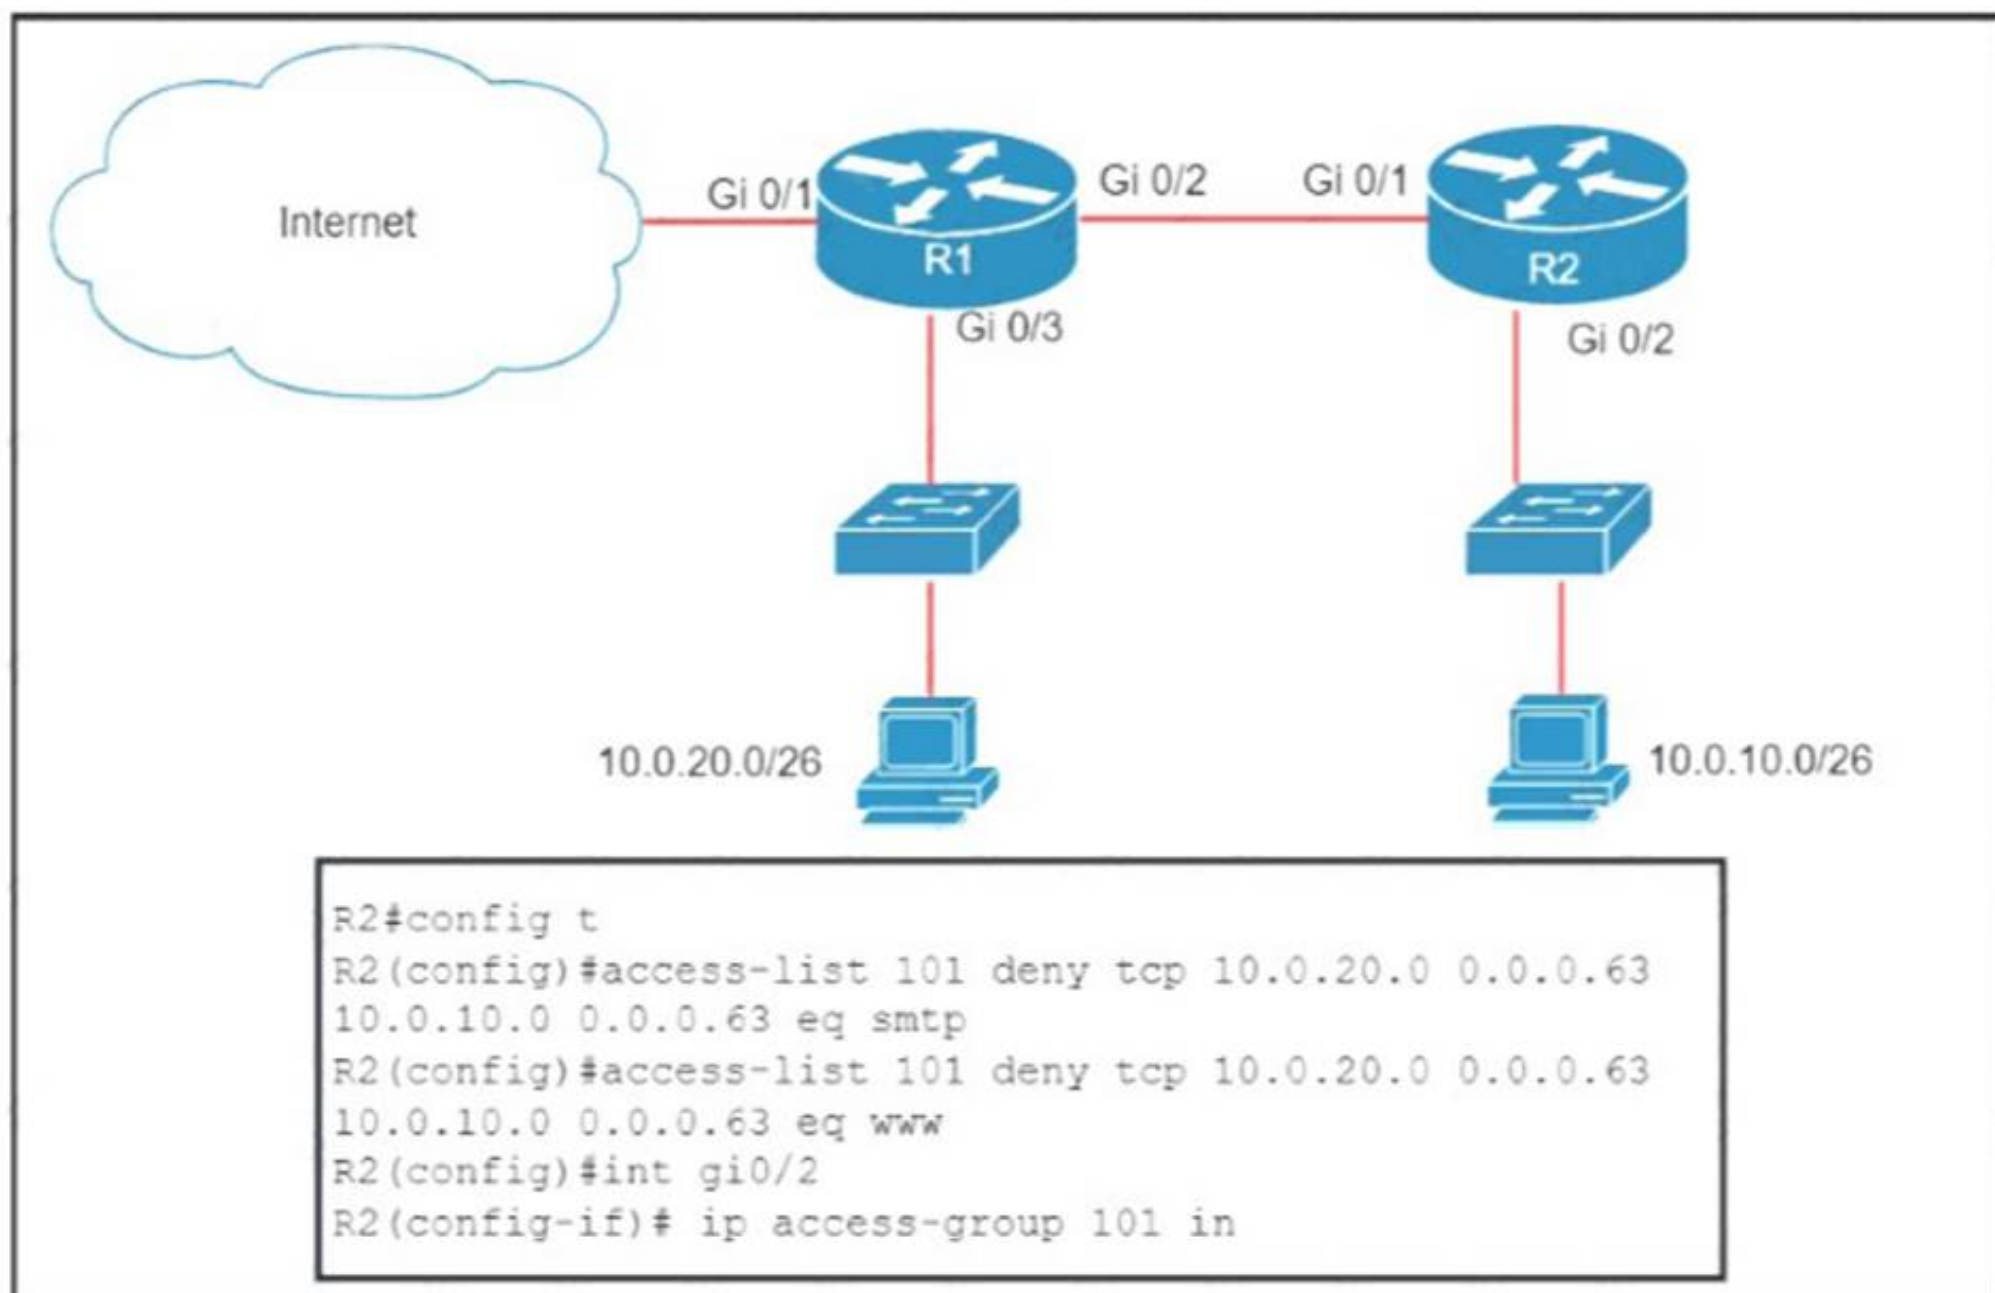 Internet
Gi 0/1
R1
Gi 0/2
Gi 0/1
R2
Gi 0/3
Gi 0/2
10.0.20.0/26
10.0.10.0/26
R2#config t
R2(config)#access-list 101 deny tcp 10.0.20.0 0.0.0.63
10.0.10.0 0.0.0.63 eq smtp
R2(config)#access-list 101 deny tcp 10.0.20.0 0.0.0.63
10.0.10.0 0.0.0.63 eq www
R2(config)#int gi0/2
R2(config-if)# ip access-group 101 in